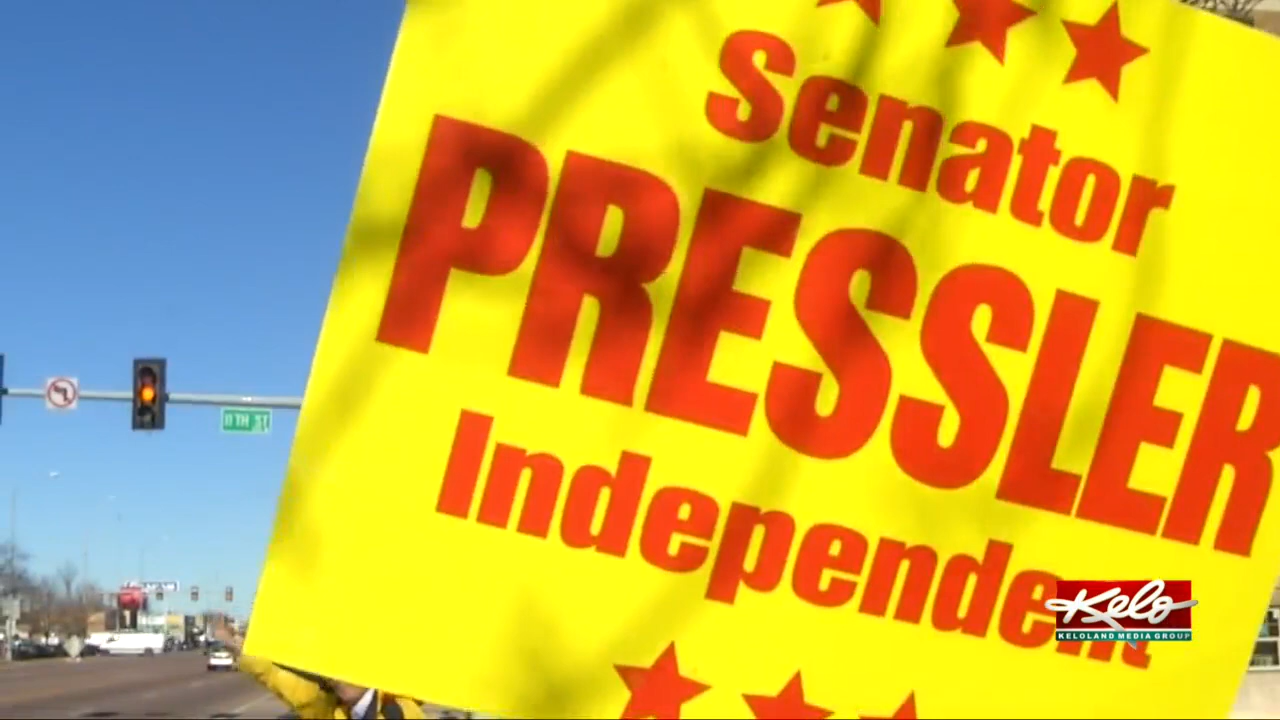 Senator
PRESSLER
Independent
11TH ST
Kelo
KELOLAND MEDIA GROUP